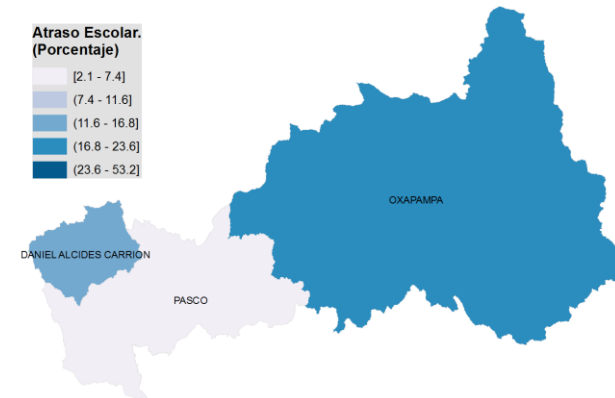 Atraso Escolar.
(Porcentaje)
[2.1 - 7.4]
(7.4 - 11.6]
(11.6 - 16.8]
(16.8 - 23.6]
(23.6 - 53.2]
OXAPAMPA
DANIEL ALCIDES CARRION
PASCO